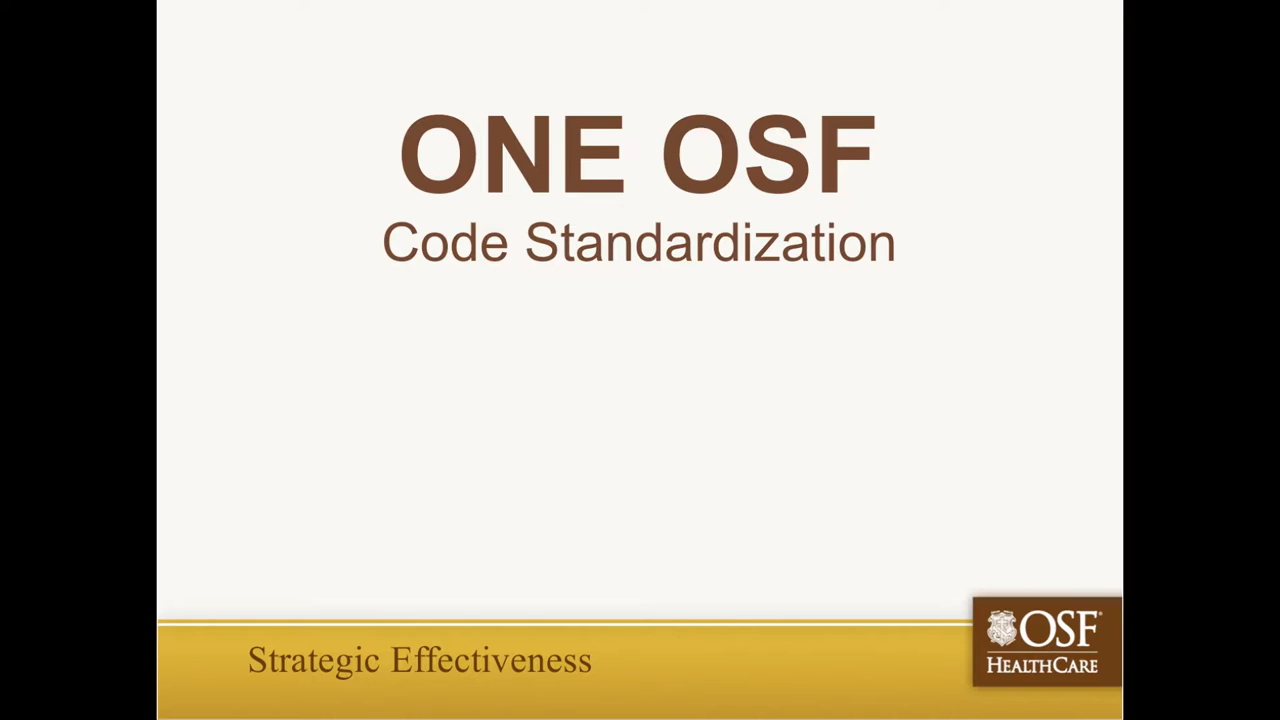 ONE OSF
Code Standardization
Strategic Effectiveness
OSF
HEALTHCARE